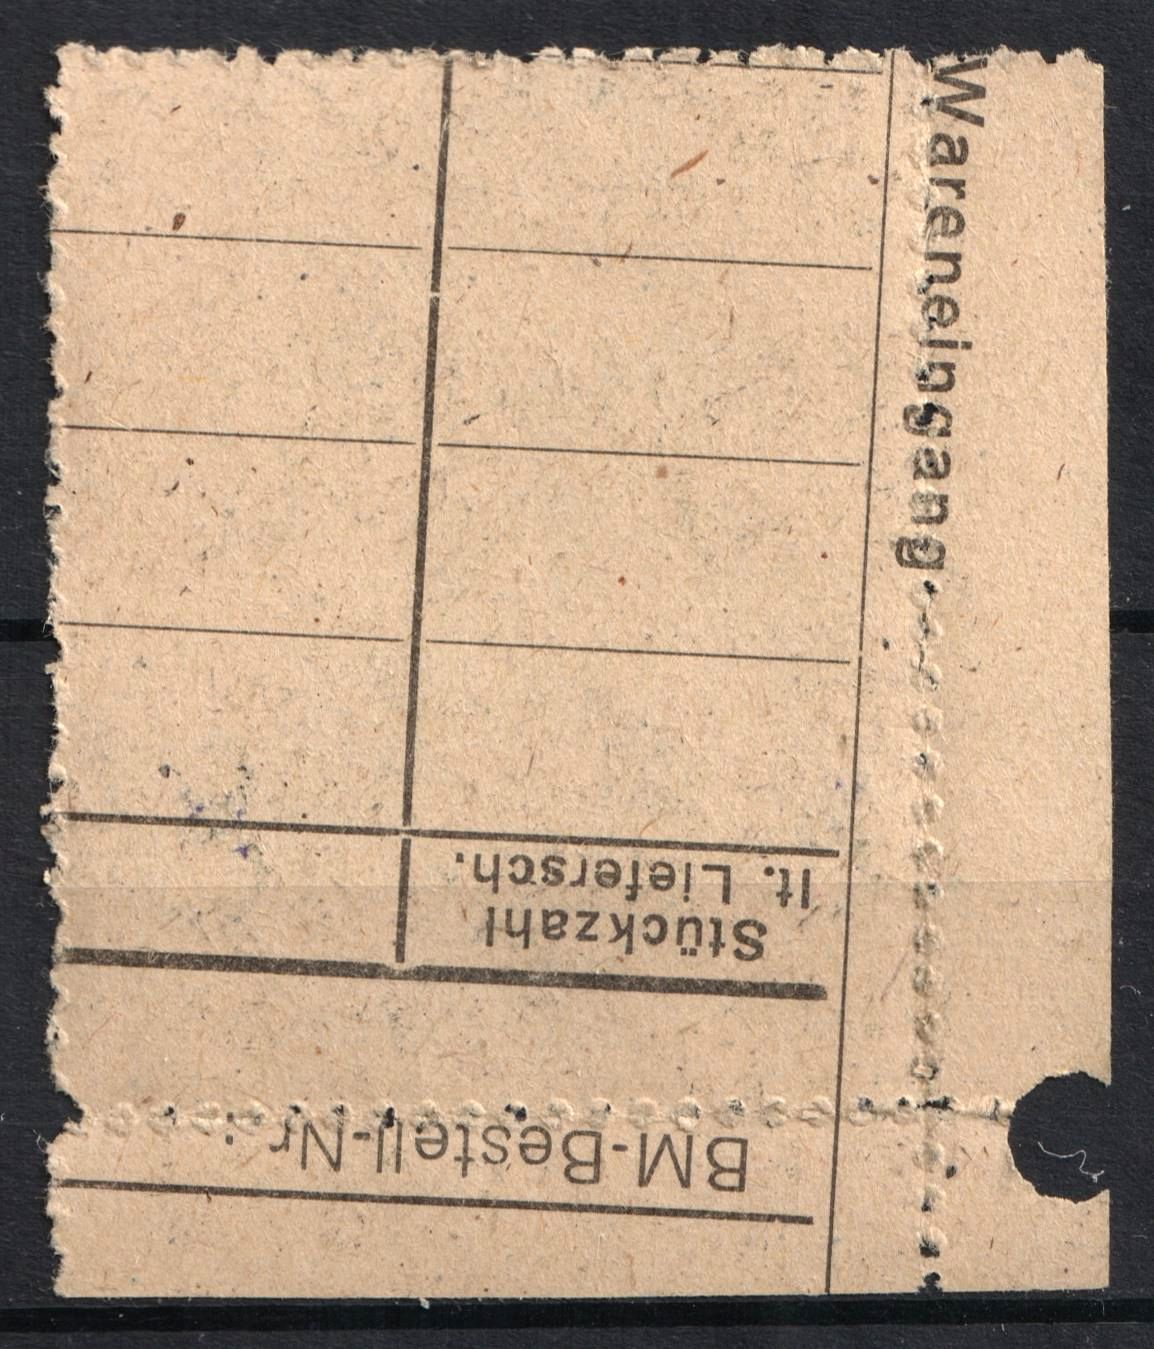 BM-Bestell-Nr.:
Stückzahl
lt. Liefersch.
Wareneingang